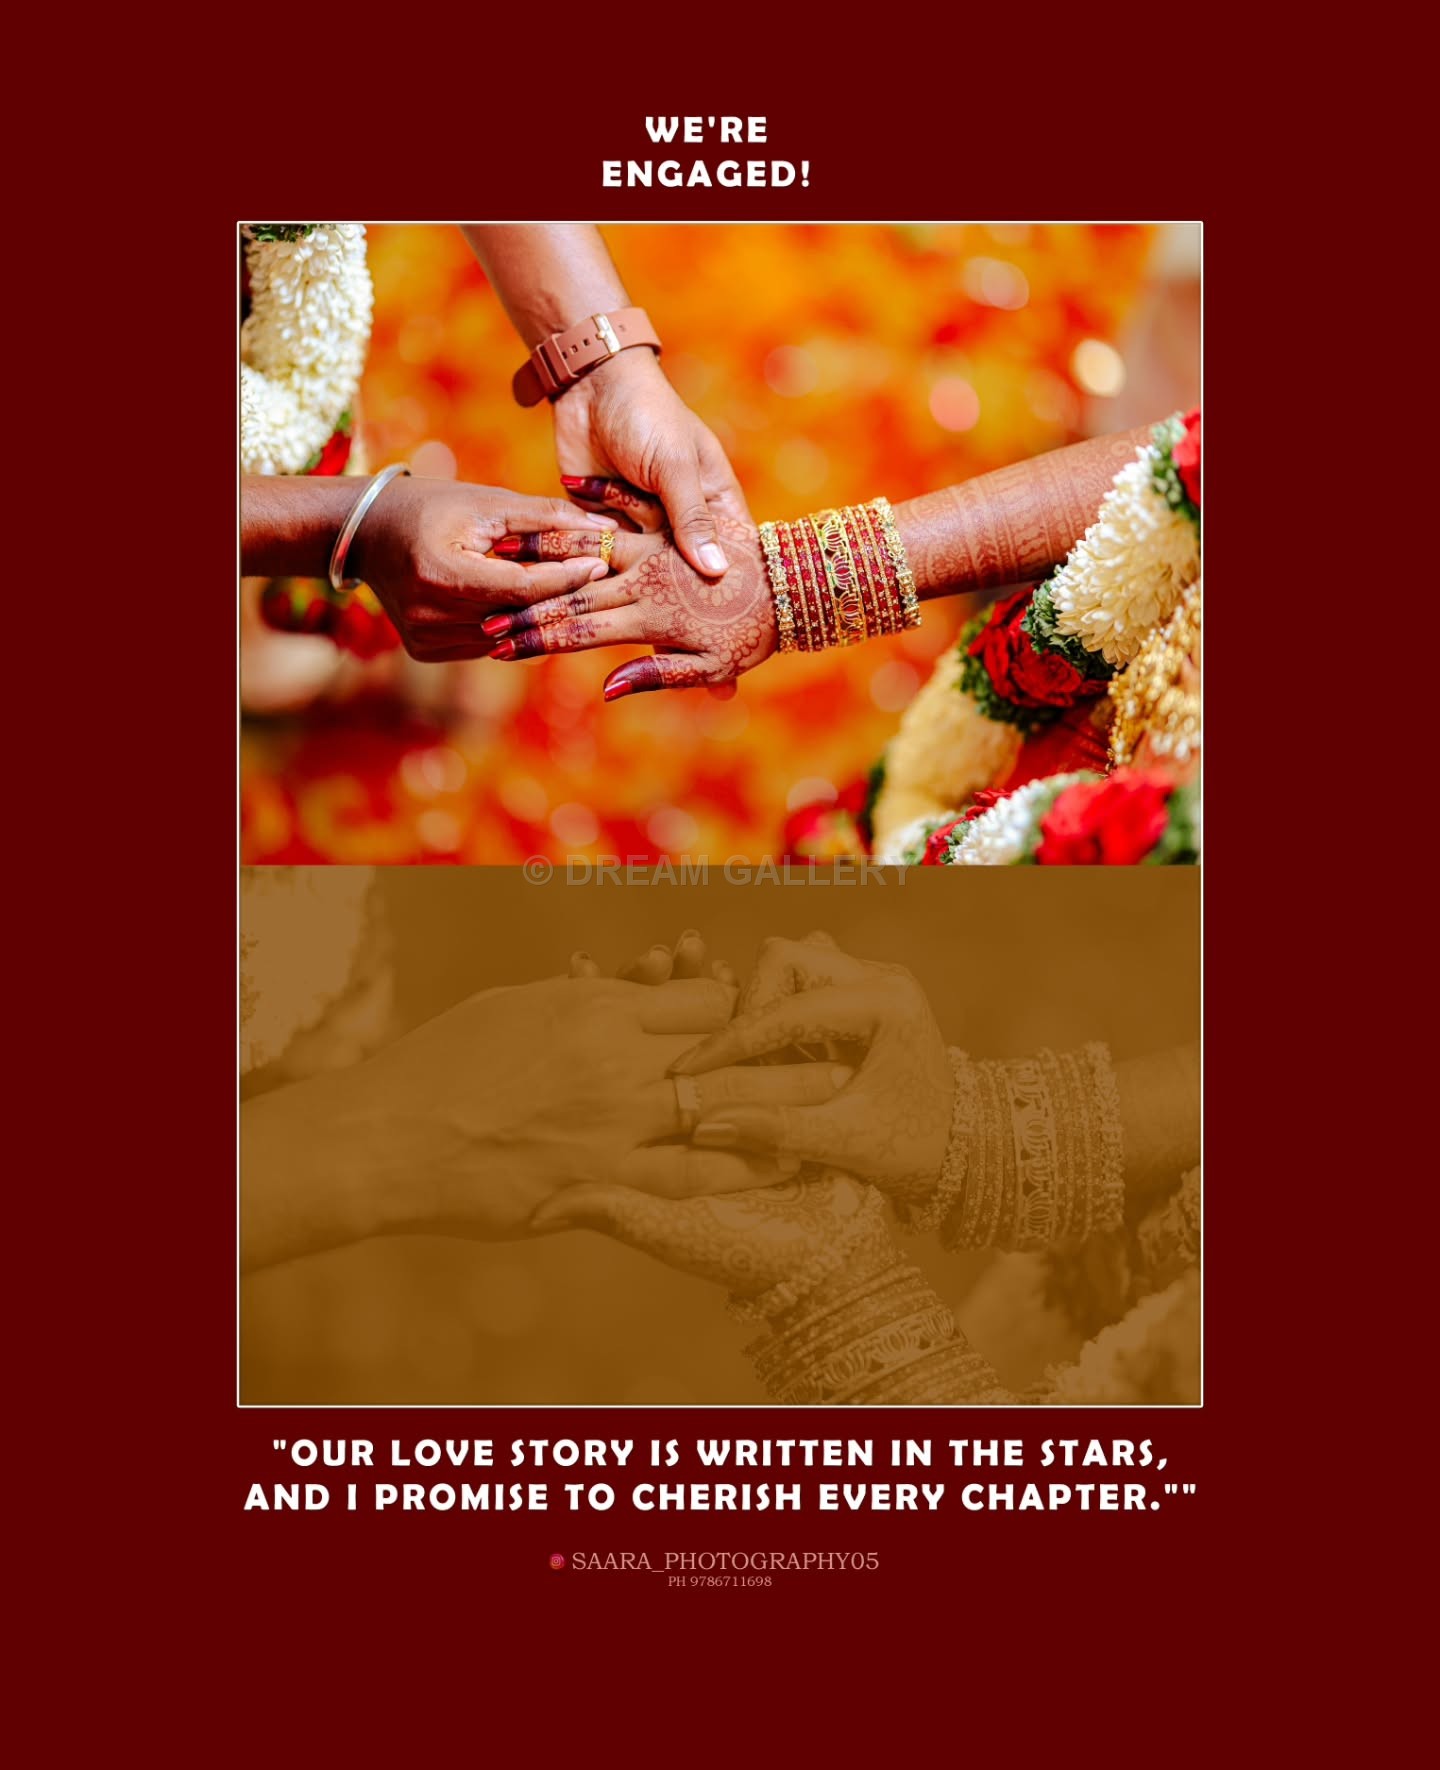 WE'RE
ENGAGED!
© DREAM GALLERY
"OUR LOVE STORY IS WRITTEN IN THE STARS,
AND I PROMISE TO CHERISH EVERY CHAPTER.""
SAARA_PHOTOGRAPHY05
PH 9786711698